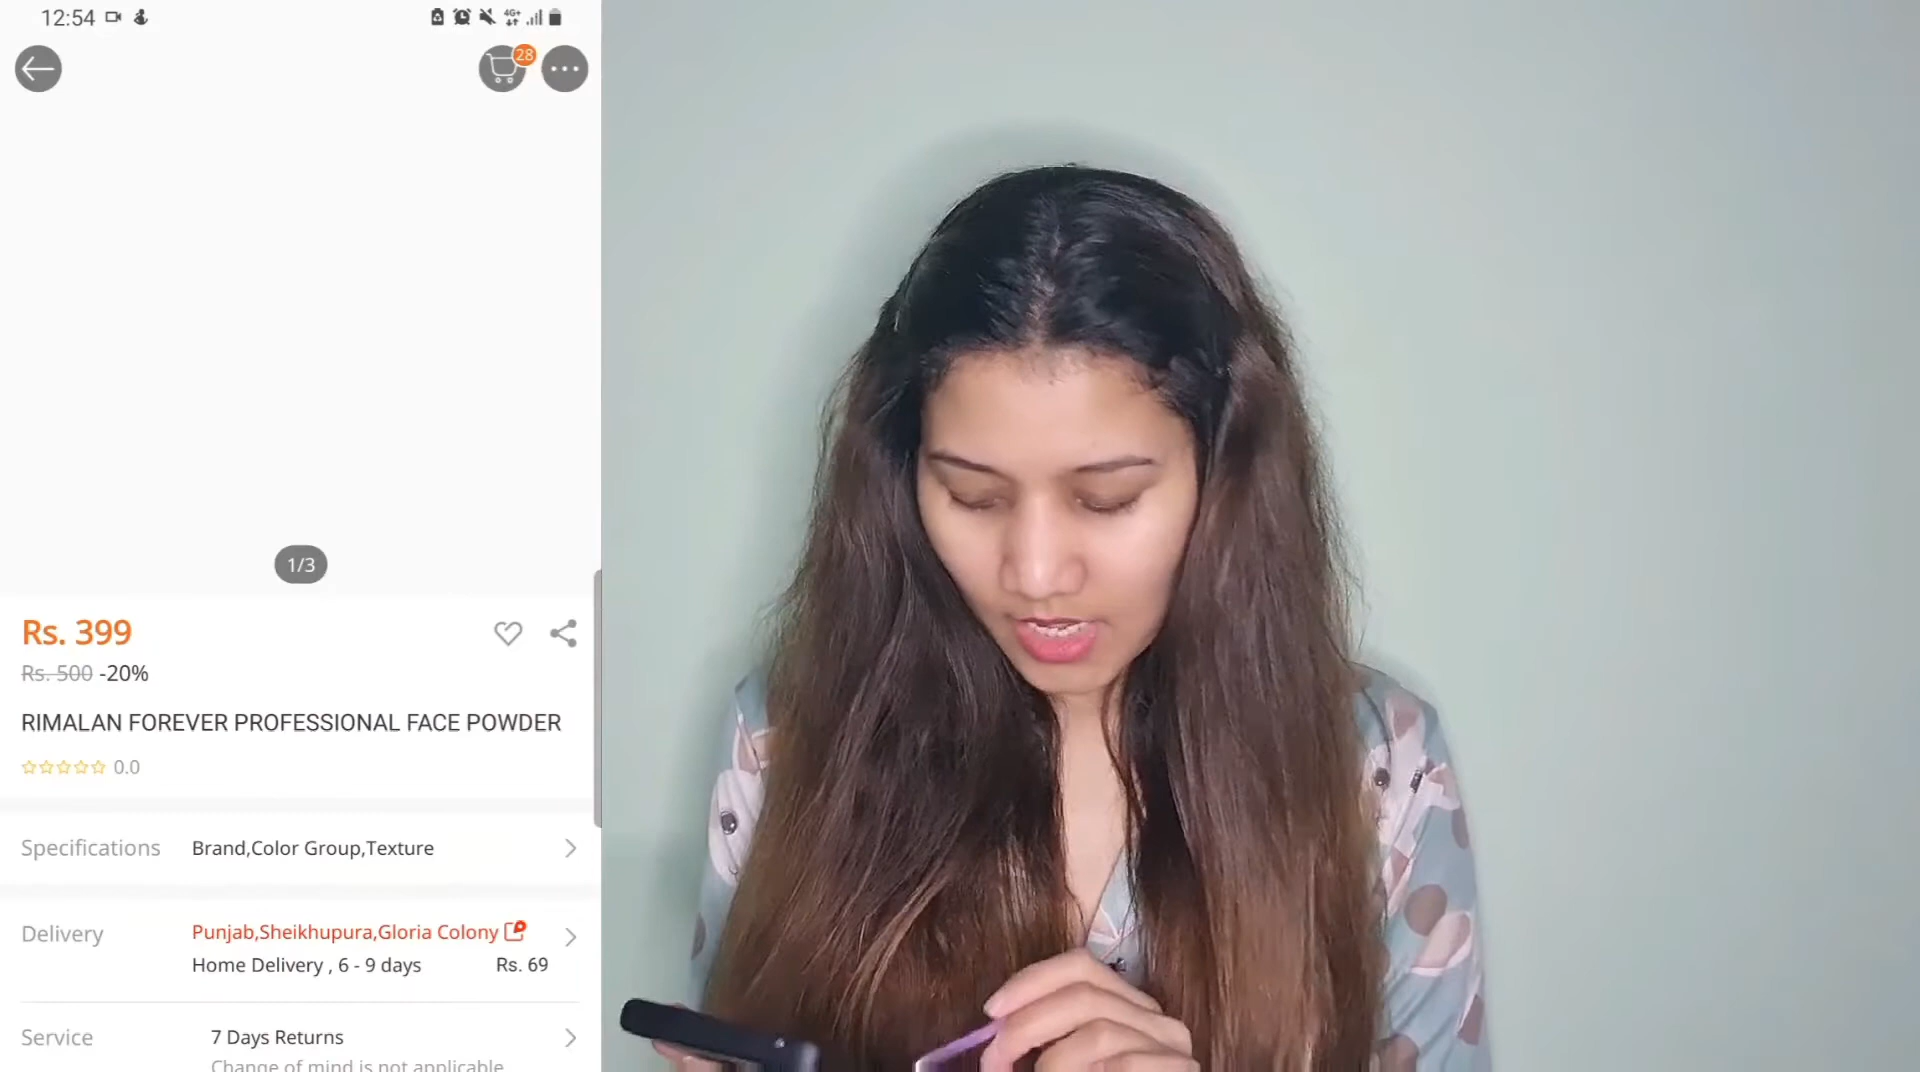 12:54
4G+
28
1/3
Rs. 399
Rs. 500 -20%
RIMALAN FOREVER PROFESSIONAL FACE POWDER
0.0
Specifications Brand,Color Group,Texture
Delivery Punjab,Sheikhupura,Gloria Colony
Home Delivery , 6 - 9 days Rs. 69
Service 7 Days Returns
Change of mind is not applicable